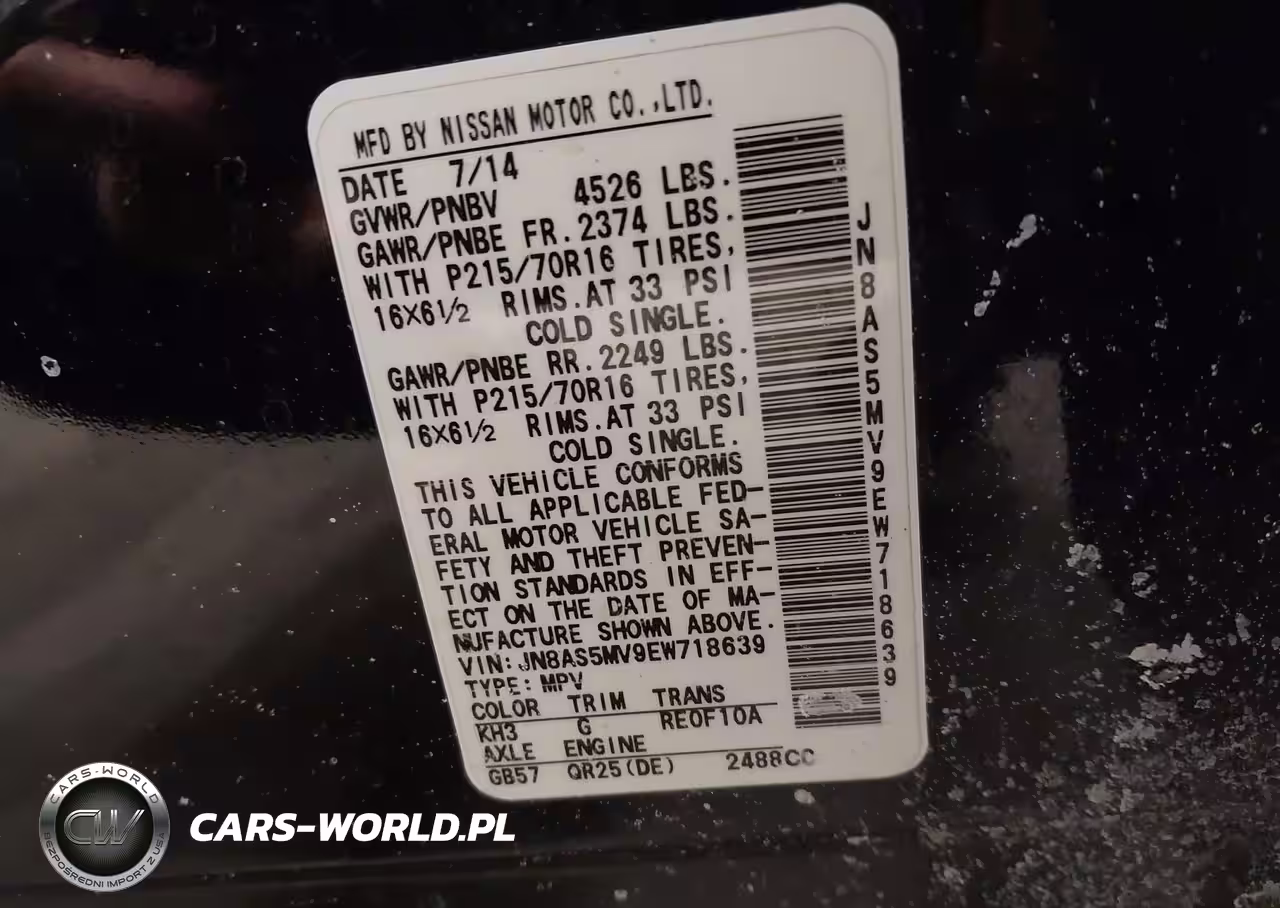 MFD BY NISSAN MOTOR CO.,LTD.
DATE 7/14
GVWR/PNBV 4526 LBS.
GAWR/PNBE FR.2374 LBS.
WITH P215/70R16 TIRES,
16X6½ RIMS.AT 33 PSI
COLD SINGLE.
GAWR/PNBE RR.2249 LBS.
WITH P215/70R16 TIRES,
16X6½ RIMS.AT 33 PSI
COLD SINGLE.
THIS VEHICLE CONFORMS
TO ALL APPLICABLE FED-
ERAL MOTOR VEHICLE SA-
FETY AND THEFT PREVEN-
TION STANDARDS IN EFF-
ECT ON THE DATE OF MA-
NUFACTURE SHOWN ABOVE.
VIN:JN8AS5MV9EW718639
TYPE:MPV
COLOR TRIM TRANS
KH3 G RE0F10A
AXLE ENGINE
GB57 QR25(DE) 2488CC
JN8AS5MV9EW718639
CARS-WORLD
CW
BEZPOŚREDNI IMPORT Z USA
CARS-WORLD.PL